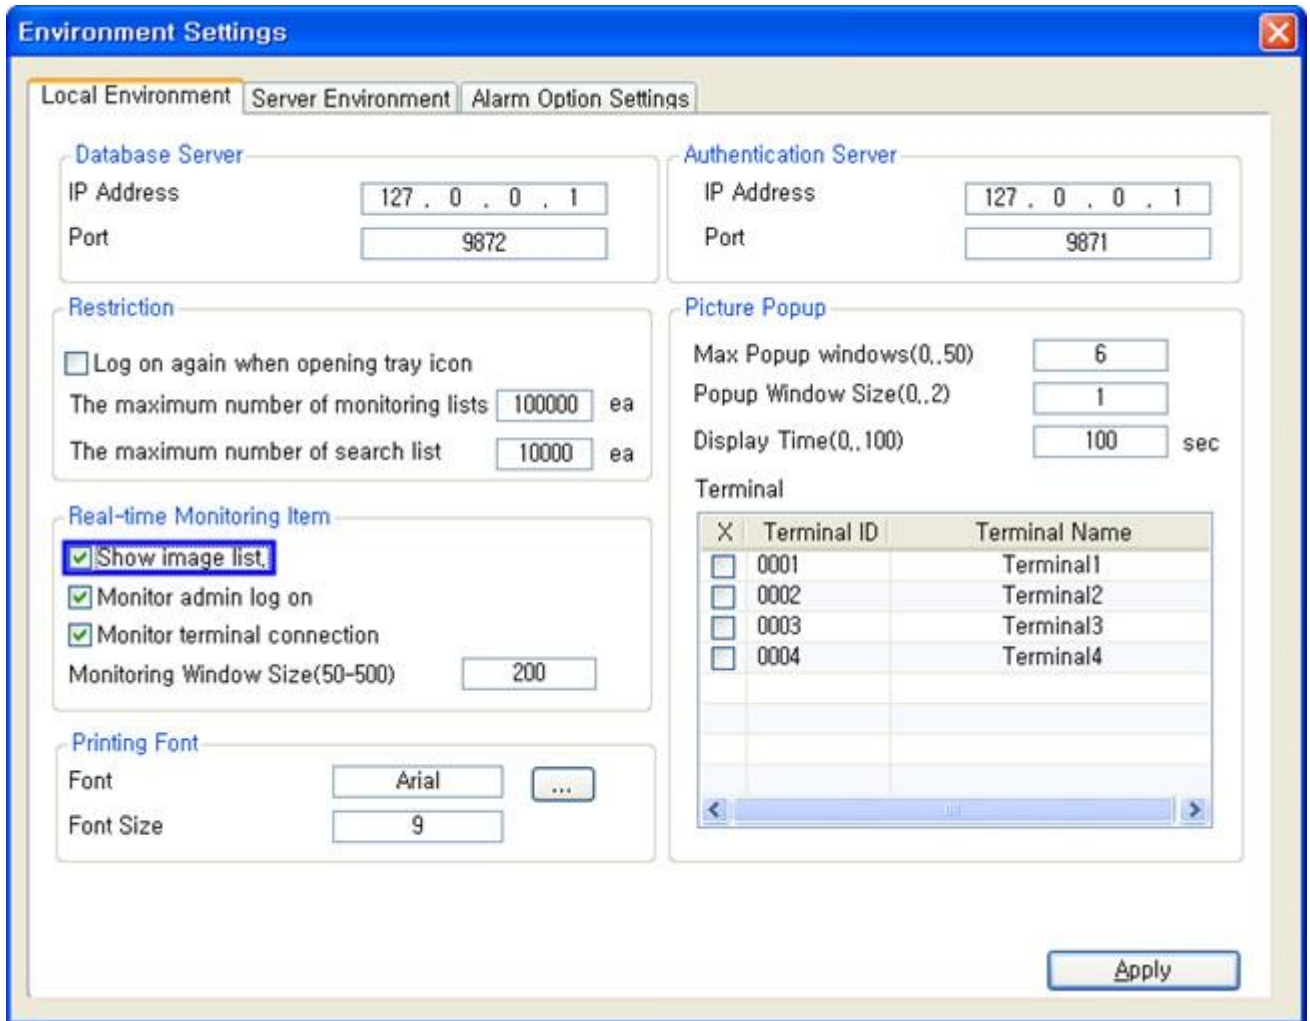 Environment Settings
Local Environment Server Environment Alarm Option Settings
Database Server
IP Address 127 . 0 . 0 . 1
Port 9872
Authentication Server
IP Address 127 . 0 . 0 . 1
Port 9871
Restriction
Log on again when opening tray icon
The maximum number of monitoring lists 100000 ea
The maximum number of search list 10000 ea
Real-time Monitoring Item
Show image list.
Monitor admin log on
Monitor terminal connection
Monitoring Window Size(50-500) 200
Printing Font
Font Arial ...
Font Size 9
Picture Popup
Max Popup windows(0..50) 6
Popup Window Size(0..2) 1
Display Time(0..100) 100 sec
Terminal
X Terminal ID Terminal Name
0001 Terminal1
0002 Terminal2
0003 Terminal3
0004 Terminal4
Apply